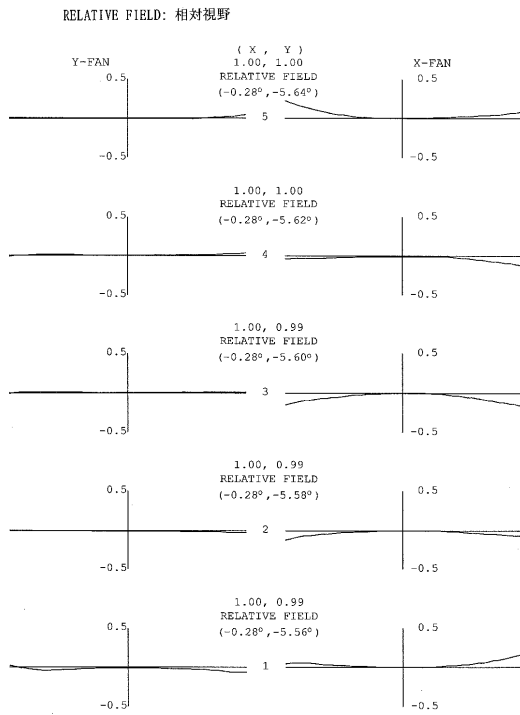 RELATIVE FIELD: 相対視野
( X , Y )
Y-FAN 1.00, 1.00 X-FAN
0.5 RELATIVE FIELD 0.5
(-0.28°,-5.64°)
5
-0.5 -0.5
1.00, 1.00
RELATIVE FIELD
0.5 (-0.28°,-5.62°) 0.5
4
-0.5 -0.5
1.00, 0.99
RELATIVE FIELD
0.5 (-0.28°,-5.60°) 0.5
3
-0.5 -0.5
1.00, 0.99
RELATIVE FIELD
0.5 (-0.28°,-5.58°) 0.5
2
-0.5 -0.5
1.00, 0.99
RELATIVE FIELD
0.5 (-0.28°,-5.56°) 0.5
1
-0.5 -0.5